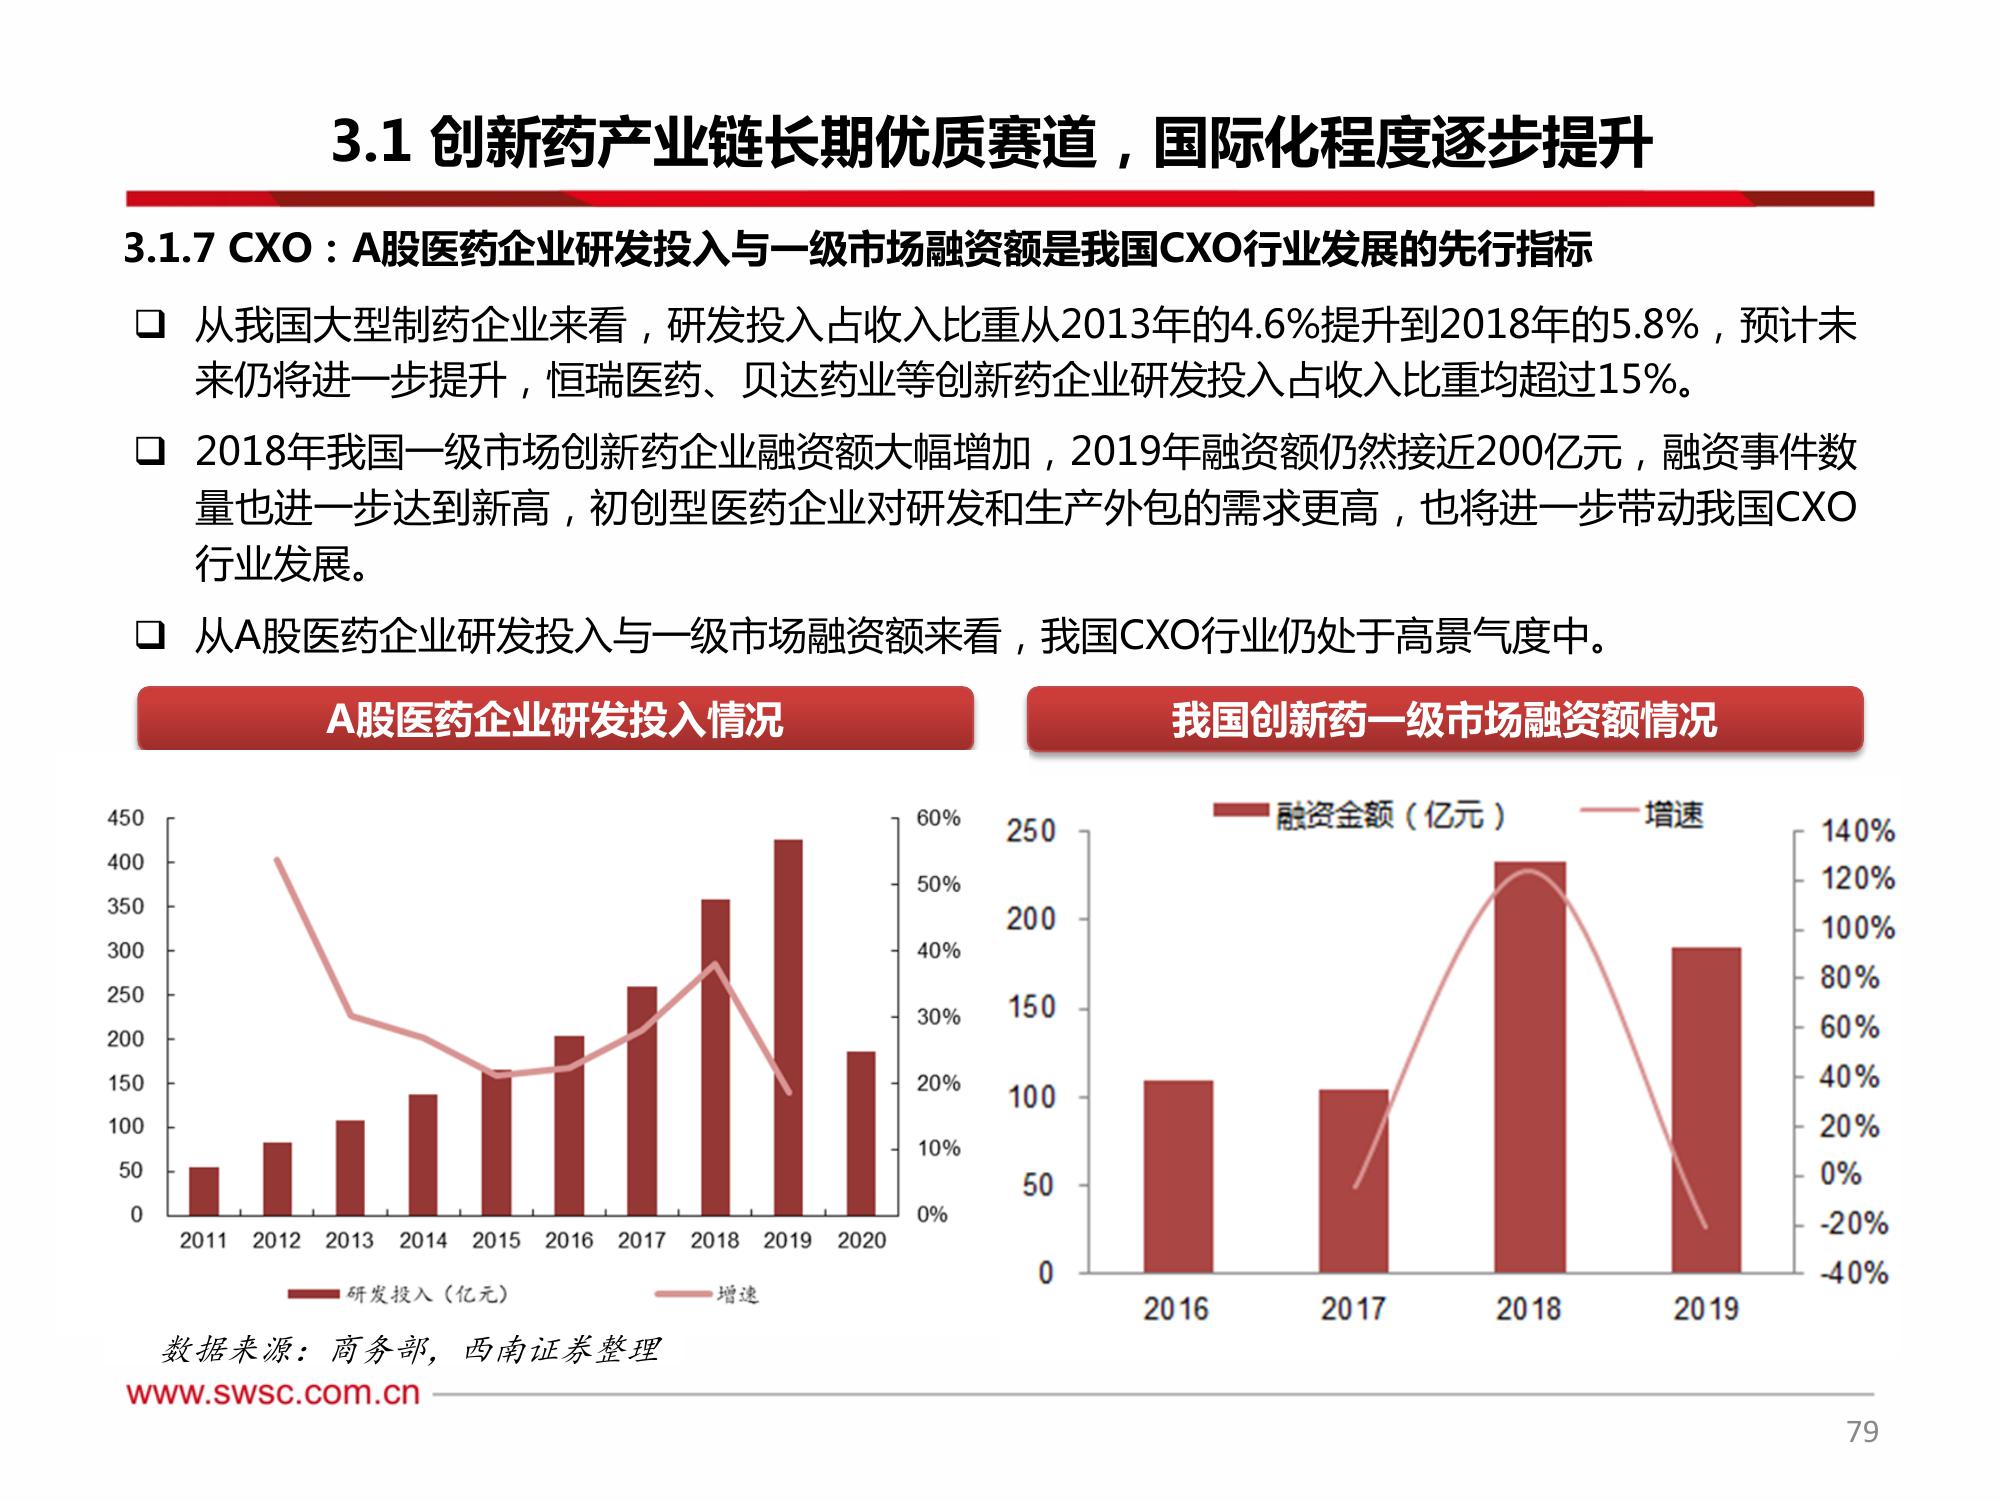 3.1 创新药产业链长期优质赛道，国际化程度逐步提升
3.1.7 CXO：A股医药企业研发投入与一级市场融资额是我国CXO行业发展的先行指标
❑ 从我国大型制药企业来看，研发投入占收入比重从2013年的4.6%提升到2018年的5.8%，预计未
来仍将进一步提升，恒瑞医药、贝达药业等创新药企业研发投入占收入比重均超过15%。
❑ 2018年我国一级市场创新药企业融资额大幅增加，2019年融资额仍然接近200亿元，融资事件数
量也进一步达到新高，初创型医药企业对研发和生产外包的需求更高，也将进一步带动我国CXO
行业发展。
❑ 从A股医药企业研发投入与一级市场融资额来看，我国CXO行业仍处于高景气度中。
A股医药企业研发投入情况
450
400
350
300
250
200
150
100
50
0
60%
50%
40%
30%
20%
10%
0%
2011 2012 2013 2014 2015 2016 2017 2018 2019 2020
研发投入（亿元） 增速
我国创新药一级市场融资额情况
融资金额（亿元） 增速
250
200
150
100
50
0
140%
120%
100%
80%
60%
40%
20%
0%
-20%
-40%
2016 2017 2018 2019
数据来源：商务部，西南证券整理
www.swsc.com.cn
79